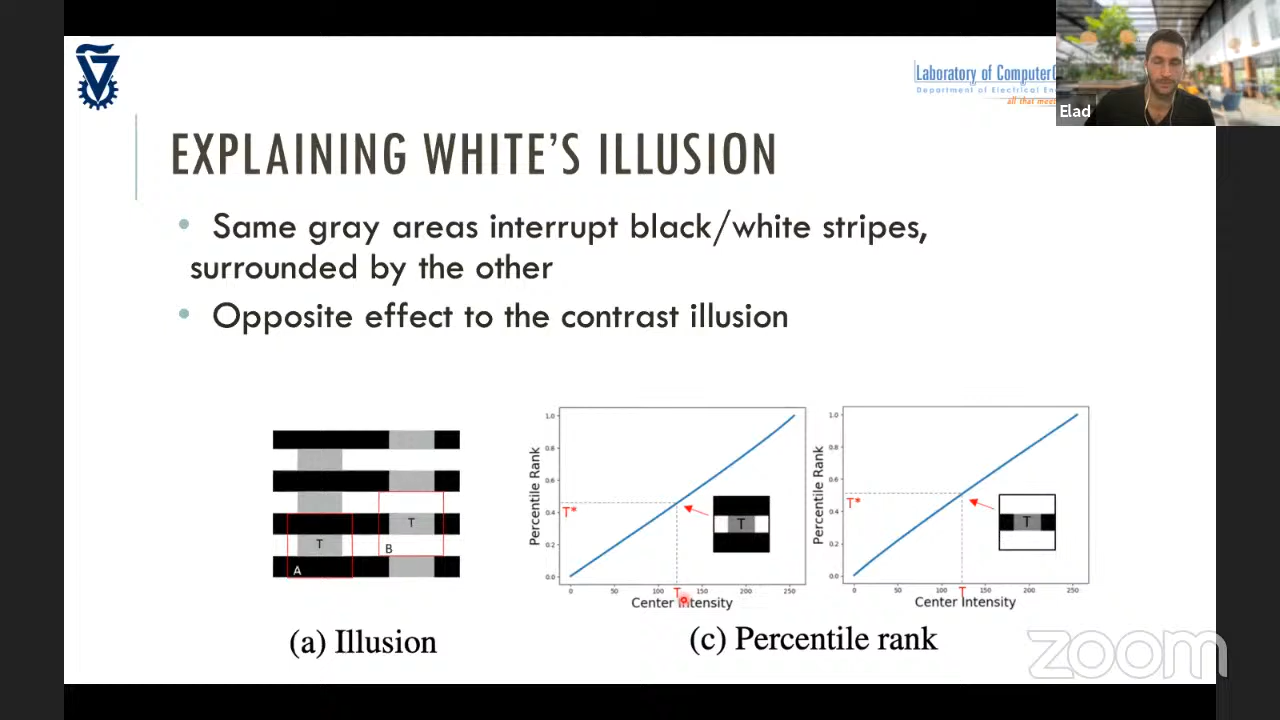 Laboratory of Computer
Department of Electrical
all that
Elad
EXPLAINING WHITE'S ILLUSION
• Same gray areas interrupt black/white stripes,
surrounded by the other
• Opposite effect to the contrast illusion
T
T
A
B
Percentile Rank
1.0
0.8
0.6
0.4
0.2
0.0
T*
T
T
0
50
100
150
200
250
Center Intensity
Percentile Rank
1.0
0.8
0.6
0.4
0.2
0.0
T*
T
T
0
50
100
150
200
250
Center Intensity
(a) Illusion
(c) Percentile rank
zoom